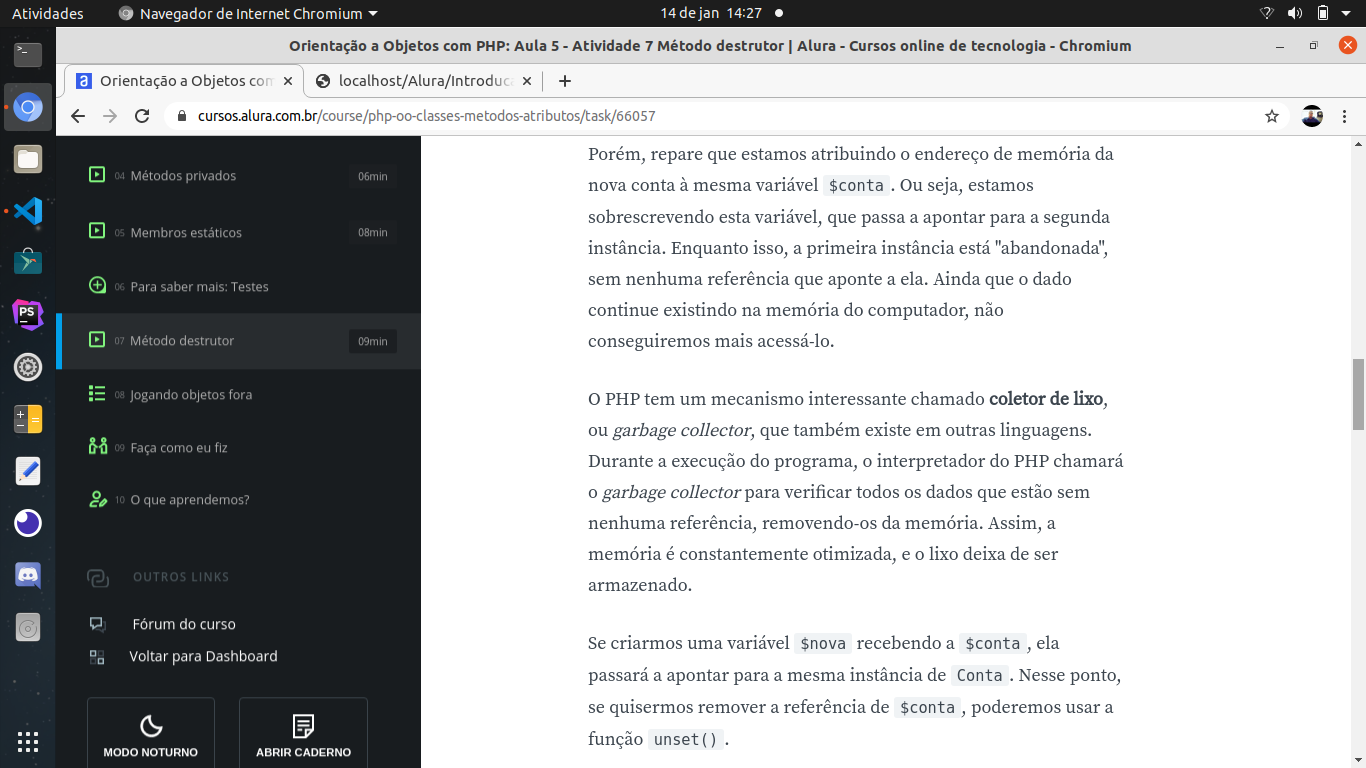 Atividades
Navegador de Internet Chromium
14 de jan 14:27
Orientação a Objetos com PHP: Aula 5 - Atividade 7 Método destrutor | Alura - Cursos online de tecnologia - Chromium
Orientação a Objetos com
localhost/Alura/Introduca
cursos.alura.com.br/course/php-oo-classes-metodos-atributos/task/66057
04 Métodos privados 06min
05 Membros estáticos 08min
06 Para saber mais: Testes
07 Método destrutor 09min
08 Jogando objetos fora
09 Faça como eu fiz
10 O que aprendemos?
OUTROS LINKS
Fórum do curso
Voltar para Dashboard
MODO NOTURNO
ABRIR CADERNO
Porém, repare que estamos atribuindo o endereço de memória da
nova conta à mesma variável $conta. Ou seja, estamos
sobrescrevendo esta variável, que passa a apontar para a segunda
instância. Enquanto isso, a primeira instância está "abandonada",
sem nenhuma referência que aponte a ela. Ainda que o dado
continue existindo na memória do computador, não
conseguiremos mais acessá-lo.
O PHP tem um mecanismo interessante chamado coletor de lixo,
ou garbage collector, que também existe em outras linguagens.
Durante a execução do programa, o interpretador do PHP chamará
o garbage collector para verificar todos os dados que estão sem
nenhuma referência, removendo-os da memória. Assim, a
memória é constantemente otimizada, e o lixo deixa de ser
armazenado.
Se criarmos uma variável $nova recebendo a $conta, ela
passará a apontar para a mesma instância de Conta. Nesse ponto,
se quisermos remover a referência de $conta, poderemos usar a
função unset().
PS